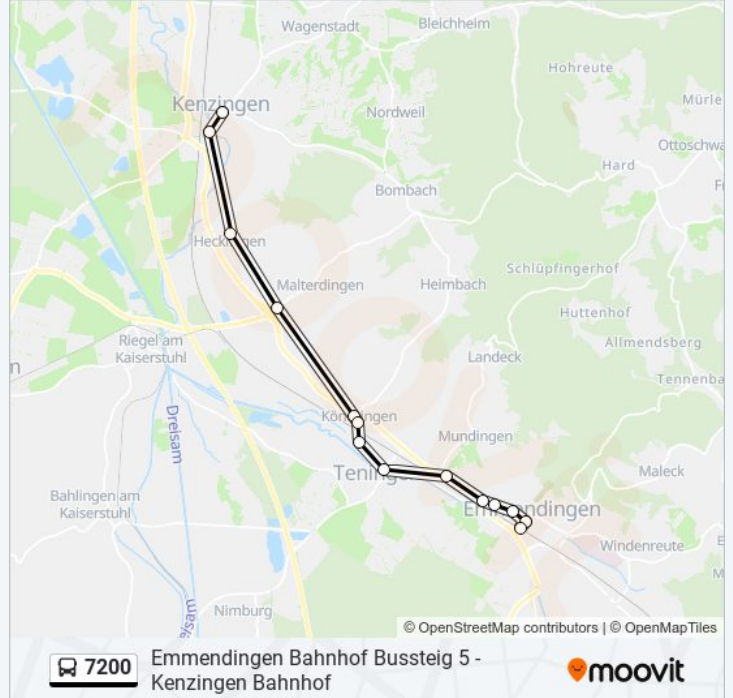 Wagenstadt
Bleichheim
Hohreute
Kenzingen
Mürle
Nordweil
Ottoschwa
Hard
Bombach
Fr
Hecklingen
Malterdingen
Heimbach
Schlüpfingerhof
Huttenhof
Riegel am
Kaiserstuhl
Allmendsberg
Landeck
n
Tennenba
Dreisam
Mundingen
Maleck
Bahlingen am
Kaiserstuhl
Windenreute
Nimburg
© OpenStreetMap contributors | © OpenMapTiles
7200
Emmendingen Bahnhof Bussteig 5 -
Kenzingen Bahnhof
moovit